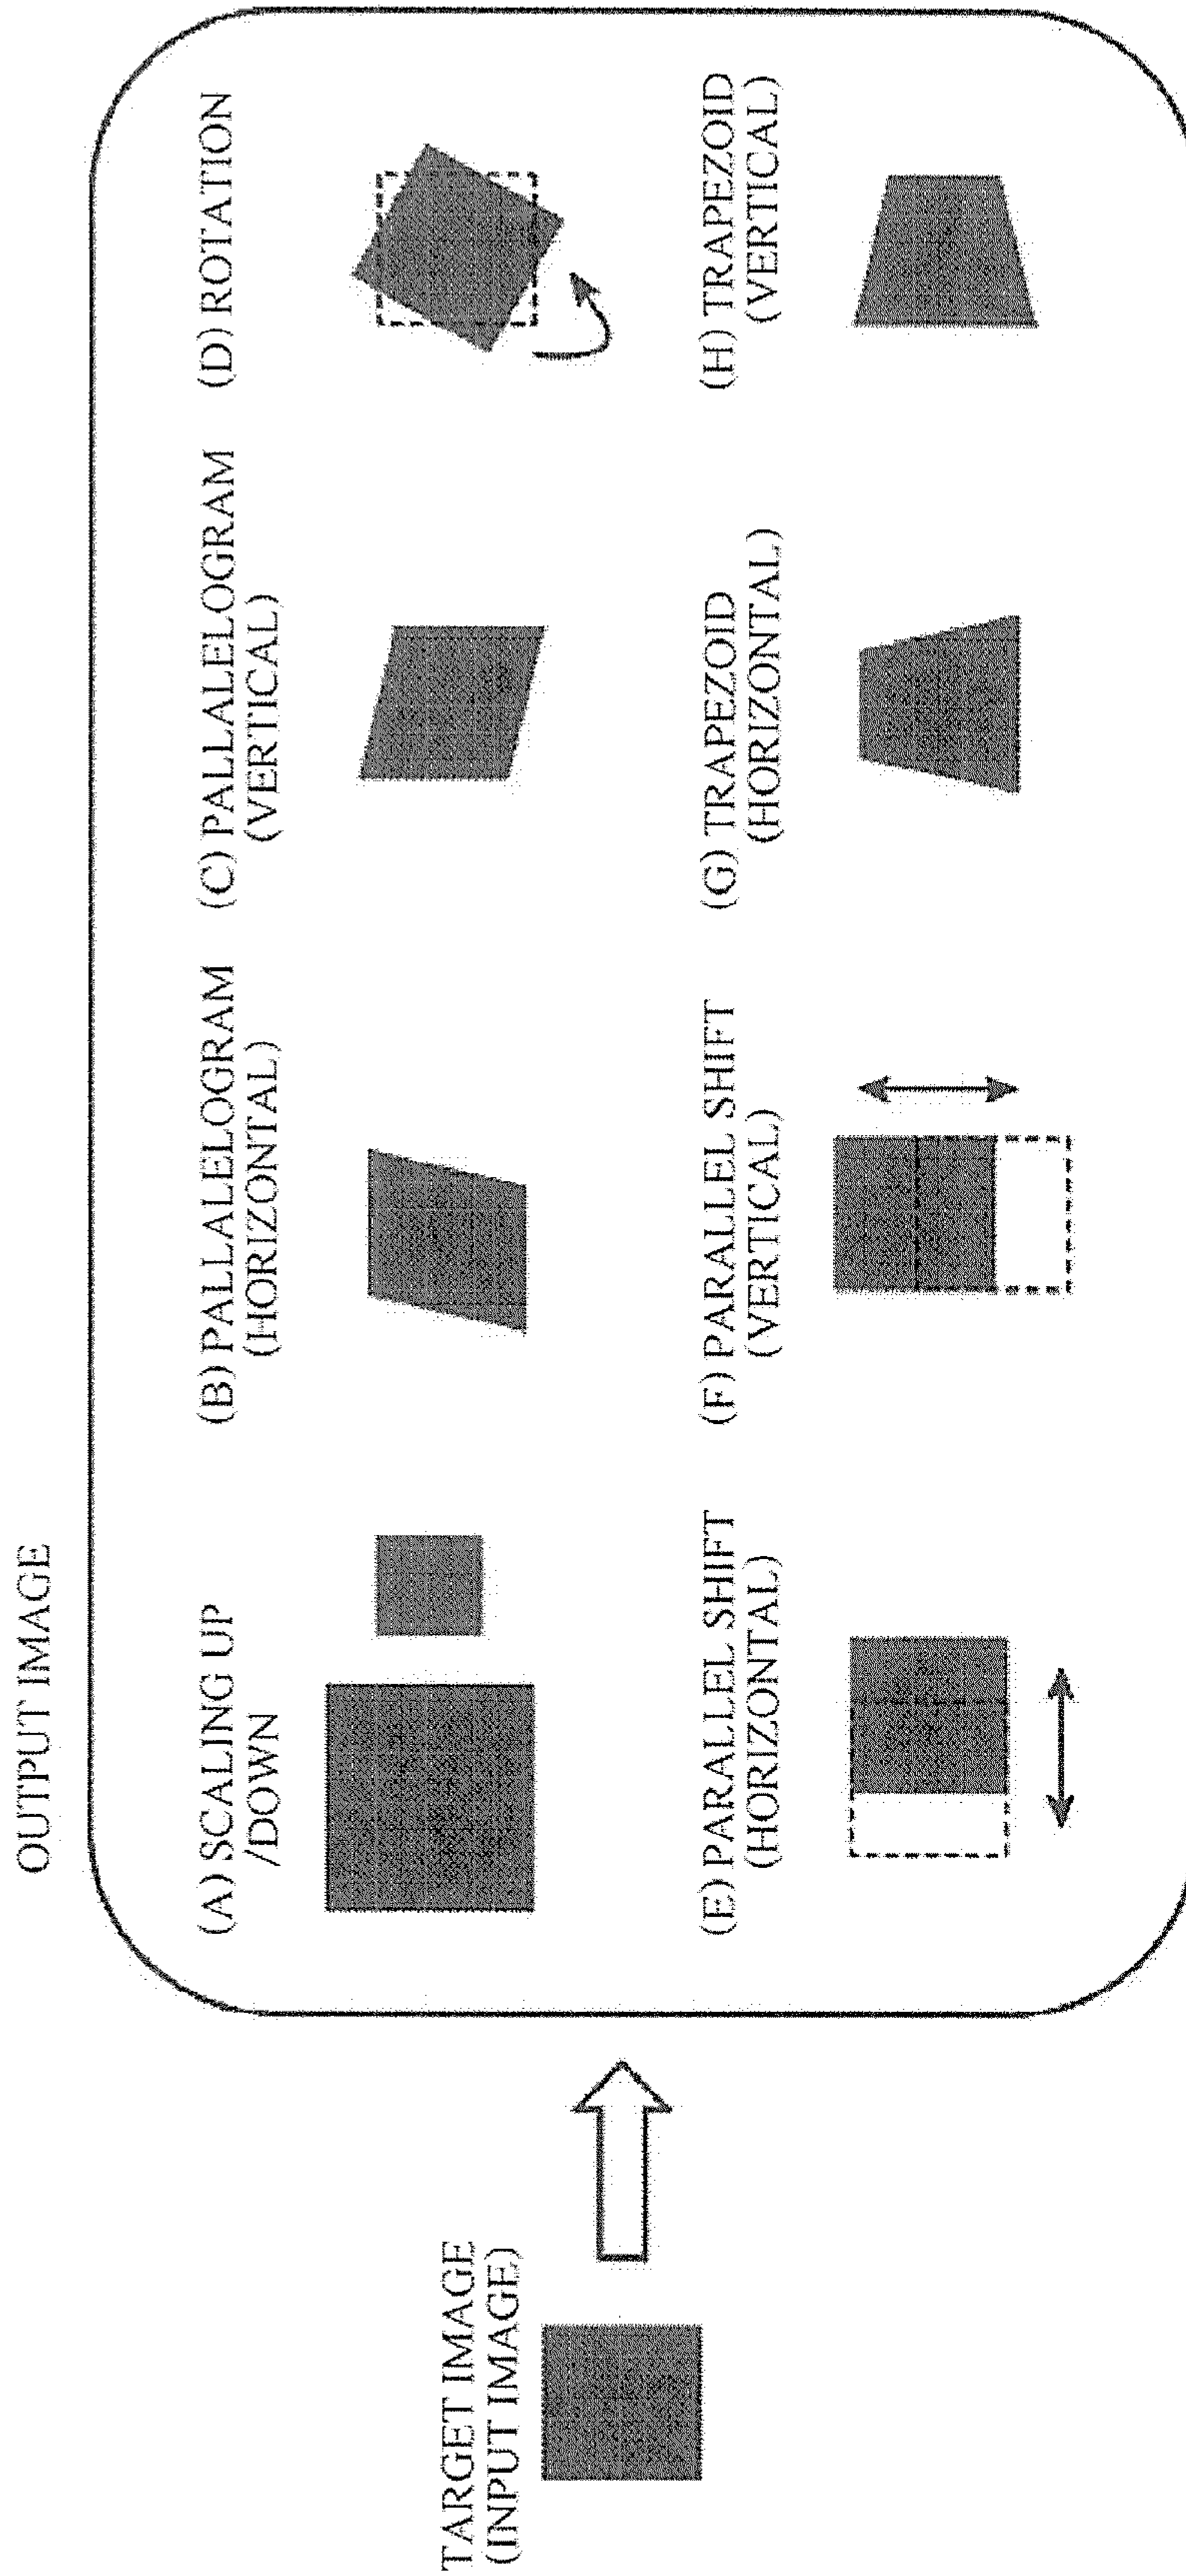 OUTPUT IMAGE
TARGET IMAGE
(INPUT IMAGE)
(A) SCALING UP
/DOWN
(B) PALLALELOGRAM
(HORIZONTAL)
(C) PALLALELOGRAM
(VERTICAL)
(D) ROTATION
(E) PARALLEL SHIFT
(HORIZONTAL)
(F) PARALLEL SHIFT
(VERTICAL)
(G) TRAPEZOID
(HORIZONTAL)
(H) TRAPEZOID
(VERTICAL)